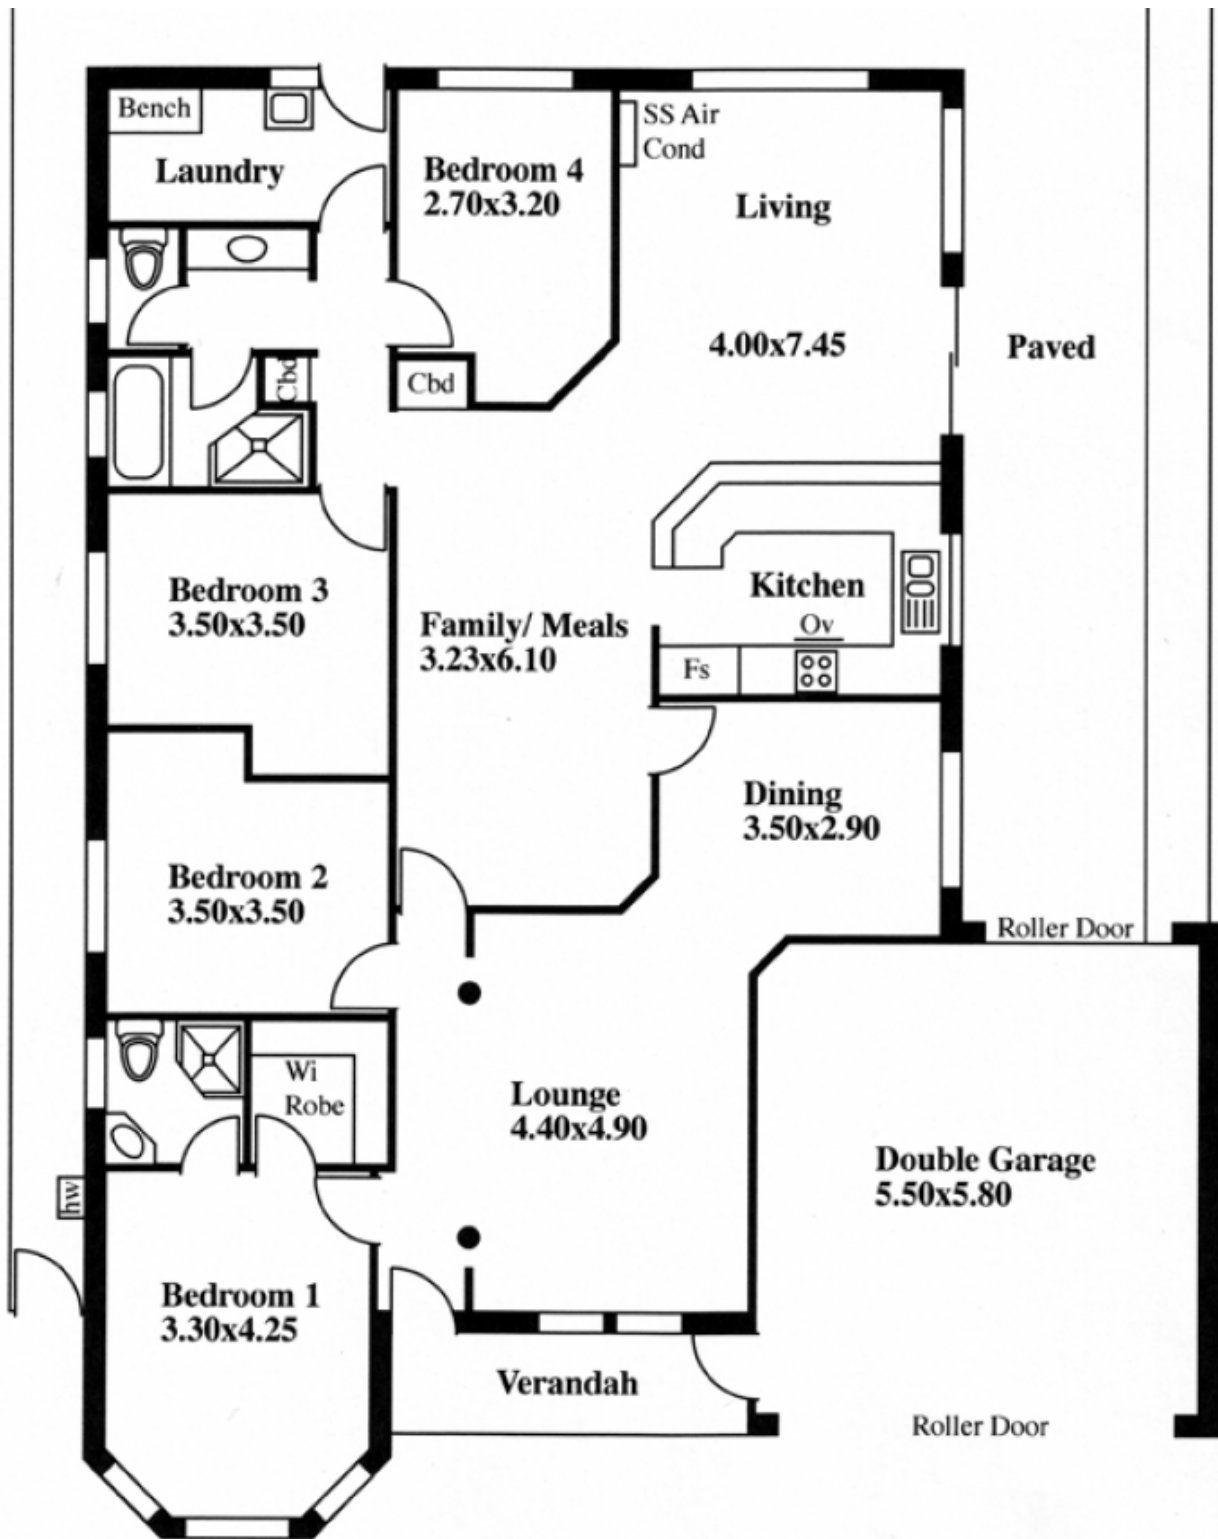 Bench
SS Air
Cond
Laundry
Bedroom 4
2.70x3.20
Living
4.00x7.45
Paved
Cbd
Cbd
Bedroom 3
3.50x3.50
Kitchen
Ov
Family/ Meals
3.23x6.10
Fs
Dining
3.50x2.90
Bedroom 2
3.50x3.50
Roller Door
Wi
Robe
Lounge
4.40x4.90
Double Garage
5.50x5.80
hw
Bedroom 1
3.30x4.25
Verandah
Roller Door